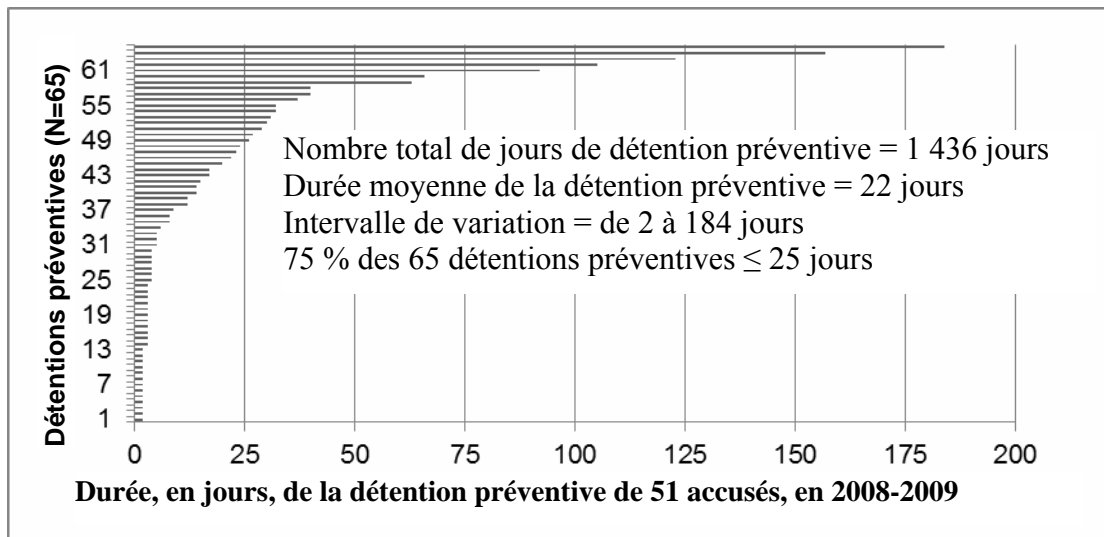 Détentions préventives (N=65)
61
55
49
43
37
31
25
19
13
7
1
Nombre total de jours de détention préventive = 1 436 jours
Durée moyenne de la détention préventive = 22 jours
Intervalle de variation = de 2 à 184 jours
75 % des 65 détentions préventives ≤ 25 jours
0 25 50 75 100 125 150 175 200
Durée, en jours, de la détention préventive de 51 accusés, en 2008-2009